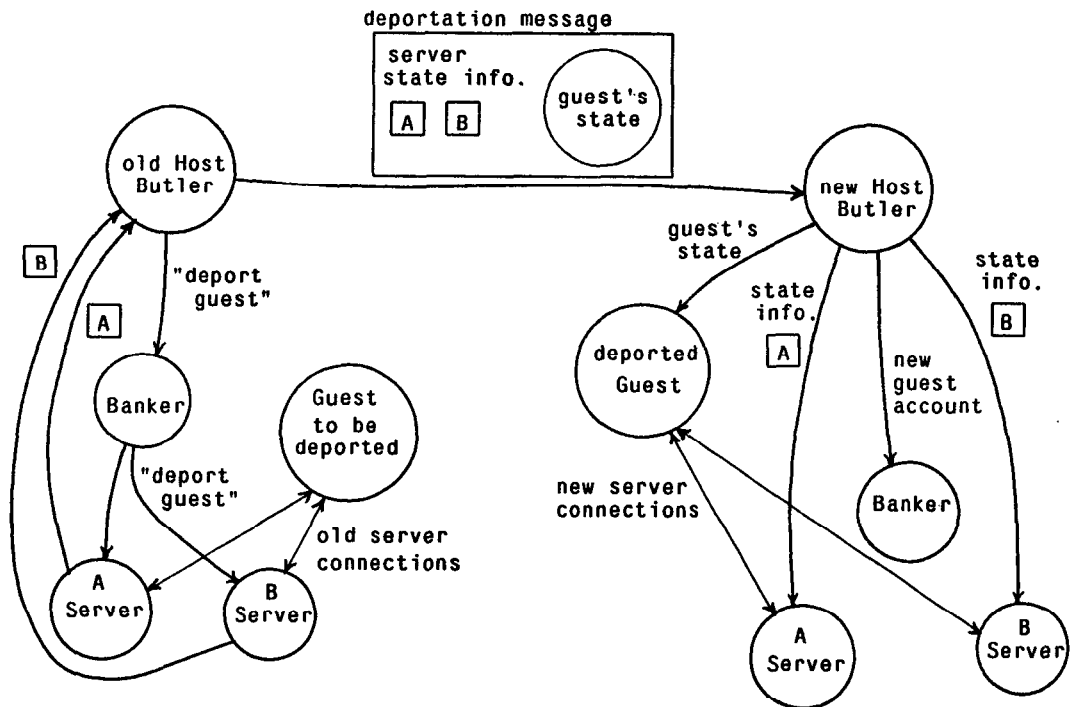 deportation message
server
state info.
A B
guest's
state
old Host
Butler
new Host
Butler
B
A
"deport
guest"
guest's
state
state
info.
A
state
info.
B
Banker
Guest
to be
deported
deported
Guest
new
guest
account
"deport
guest"
old server
connections
new server
connections
Banker
A
Server
B
Server
A
Server
B
Server